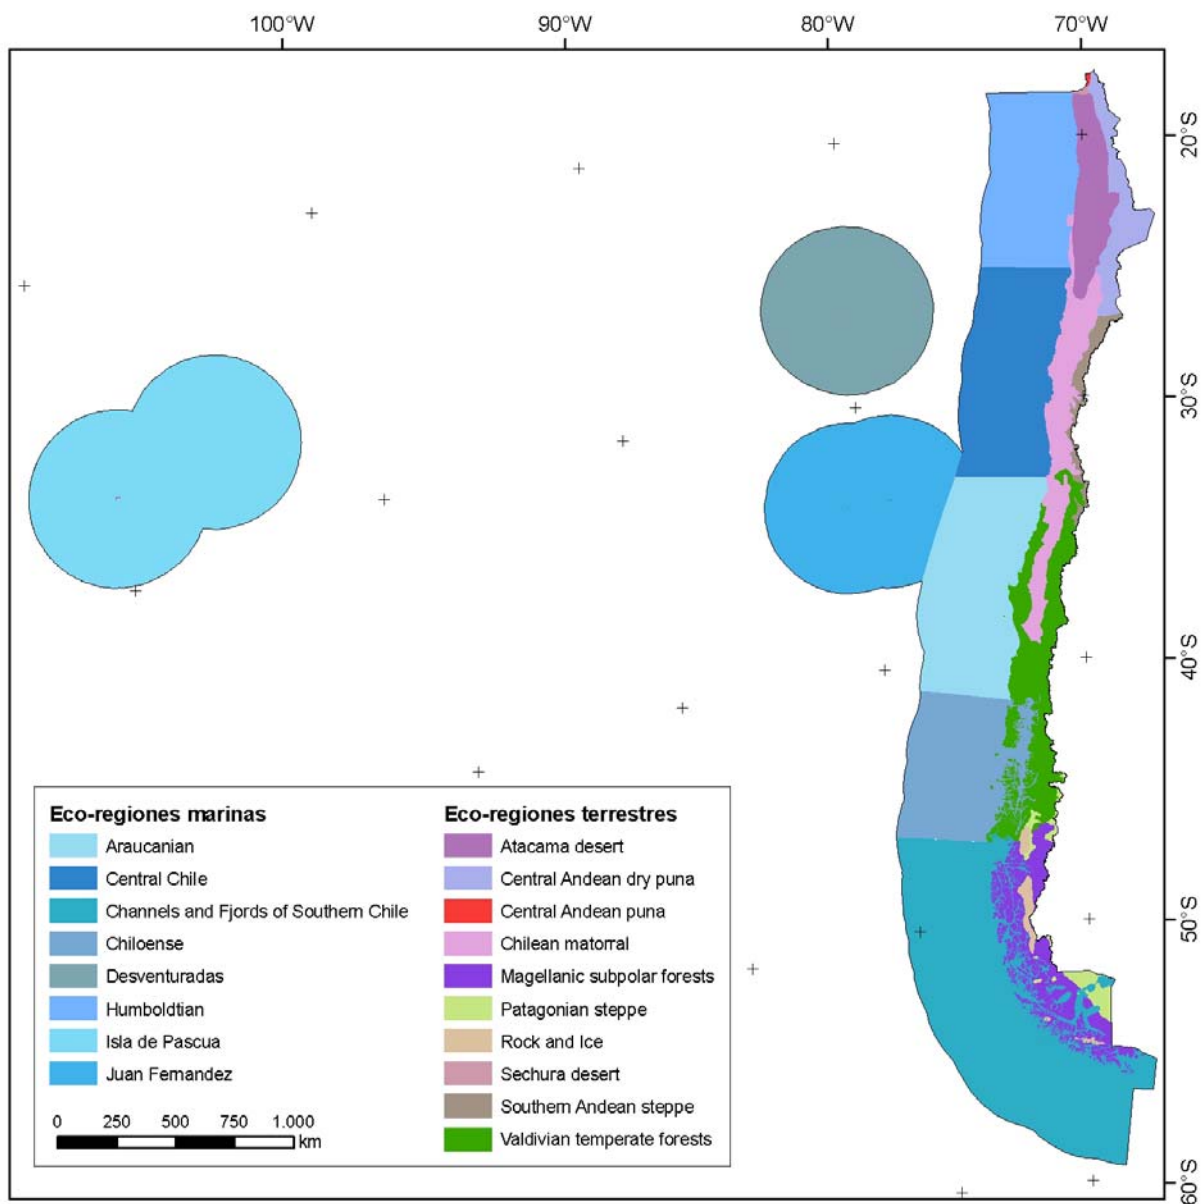 100°W 90°W 80°W 70°W
20°S
30°S
40°S
50°S
60°S
Eco-regiones marinas
Araucanian
Central Chile
Channels and Fjords of Southern Chile
Chiloense
Desventuradas
Humboldtian
Isla de Pascua
Juan Fernandez
0 250 500 750 1.000
km
Eco-regiones terrestres
Atacama desert
Central Andean dry puna
Central Andean puna
Chilean matorral
Magellanic subpolar forests
Patagonian steppe
Rock and Ice
Sechura desert
Southern Andean steppe
Valdivian temperate forests